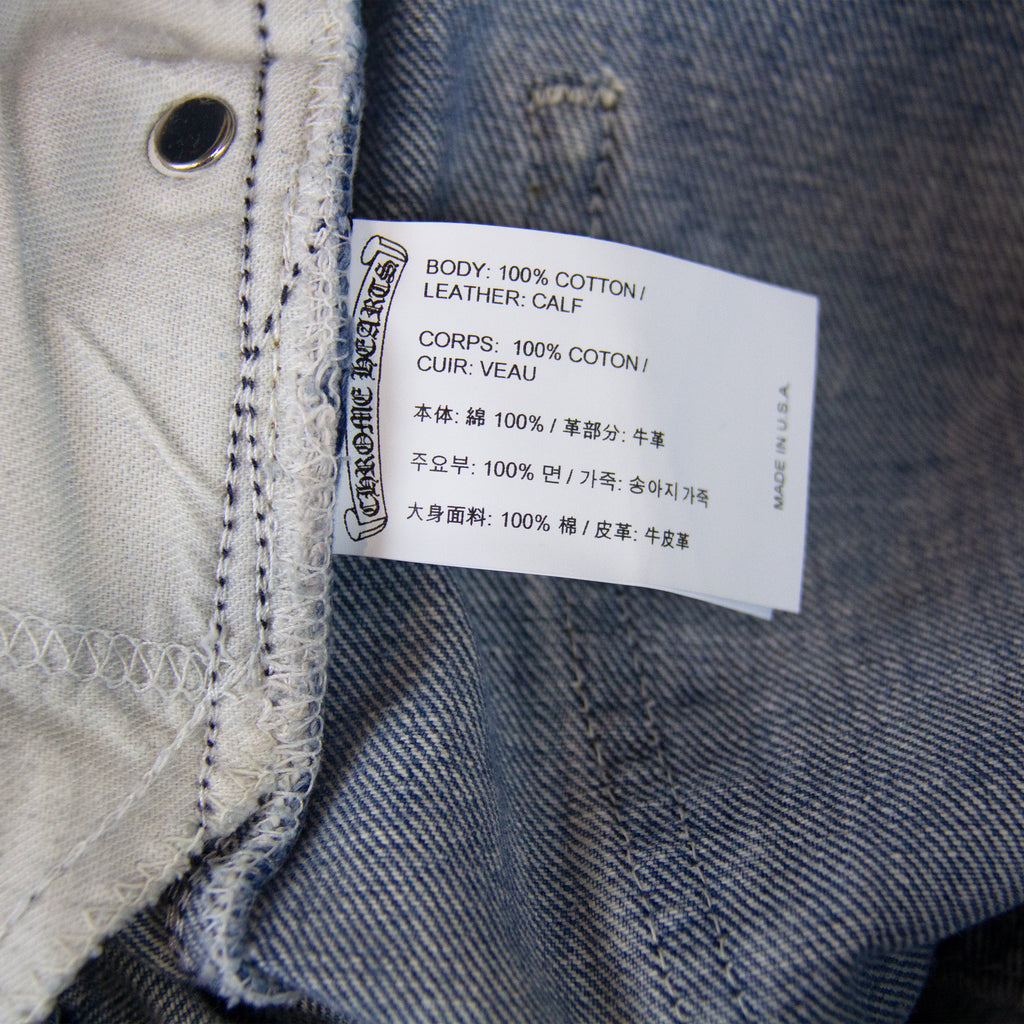 CHROME HEARTS
BODY: 100% COTTON /
LEATHER: CALF
CORPS: 100% COTON /
CUIR: VEAU
本体: 綿 100% / 革部分: 牛革
주요부: 100% 면 / 가죽: 송아지 가죽
大身面料: 100% 棉 / 皮革: 牛皮革
MADE IN U.S.A.